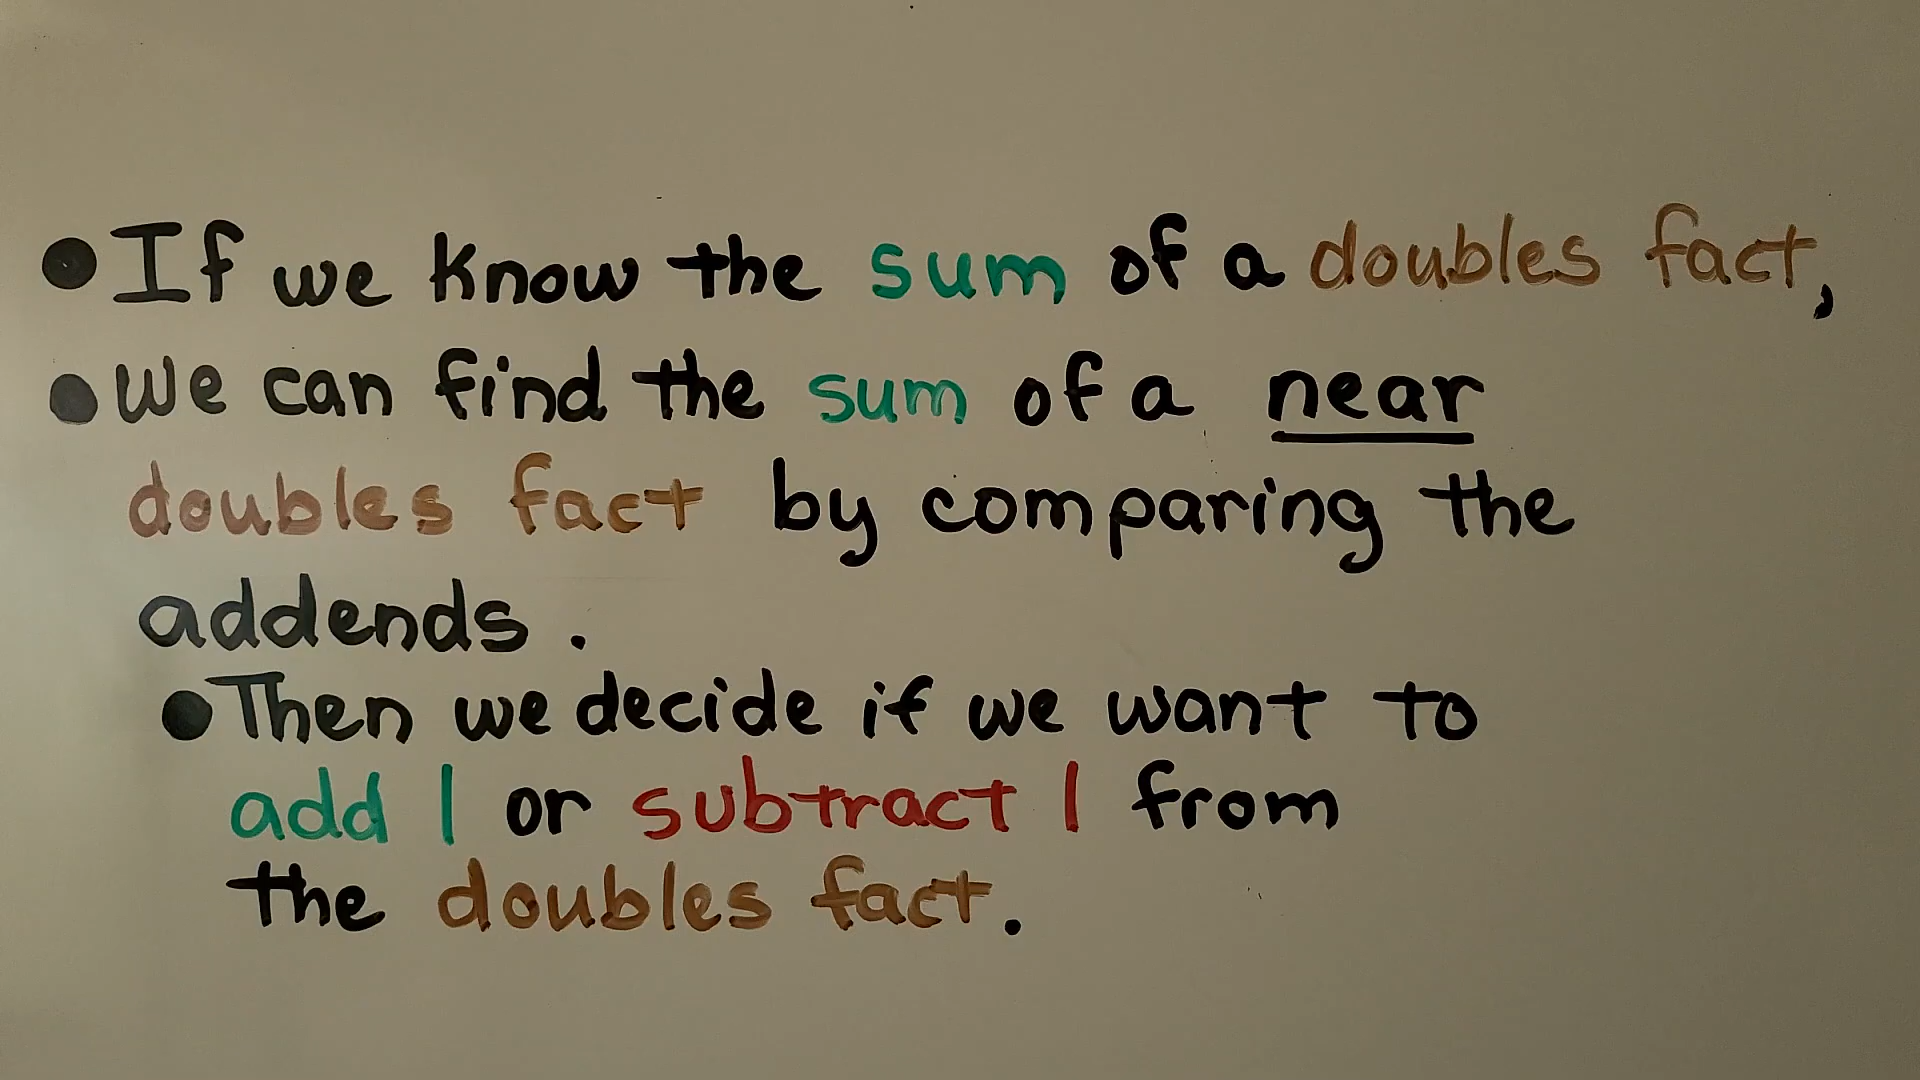 ● If we know the sum of a doubles fact,
● We can find the sum of a near
doubles fact by comparing the
addends.
● Then we decide if we want to
add 1 or subtract 1 from
the doubles fact.